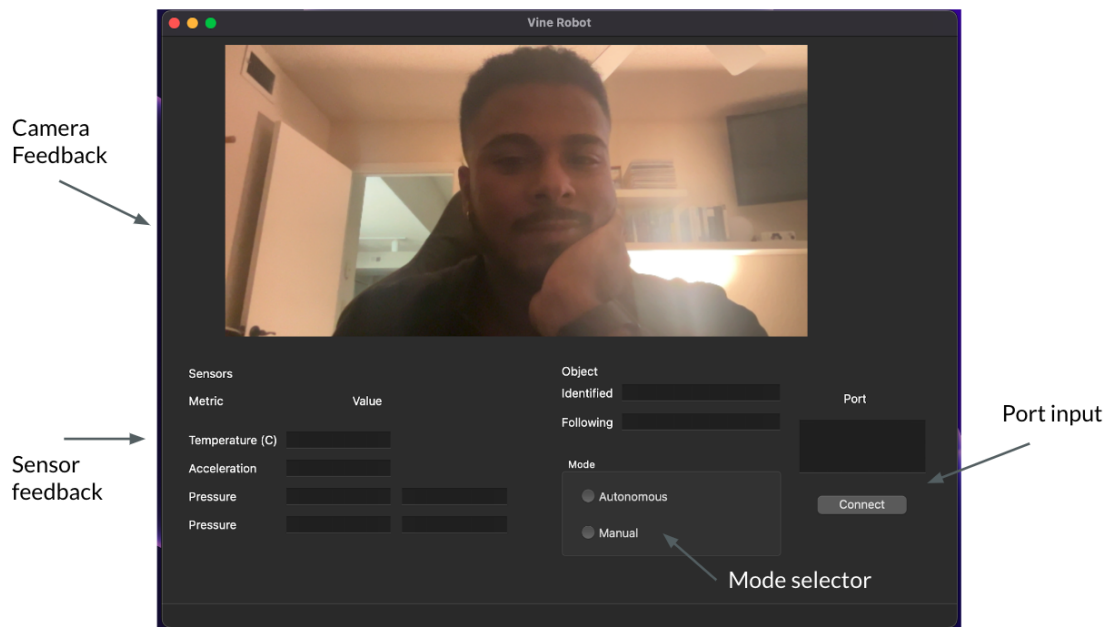 Vine Robot
Camera
Feedback
Sensors
Metric Value
Temperature (C)
Acceleration
Pressure
Pressure
Sensor
feedback
Object
Identified
Following
Mode
Autonomous
Manual
Mode selector
Port
Connect
Port input